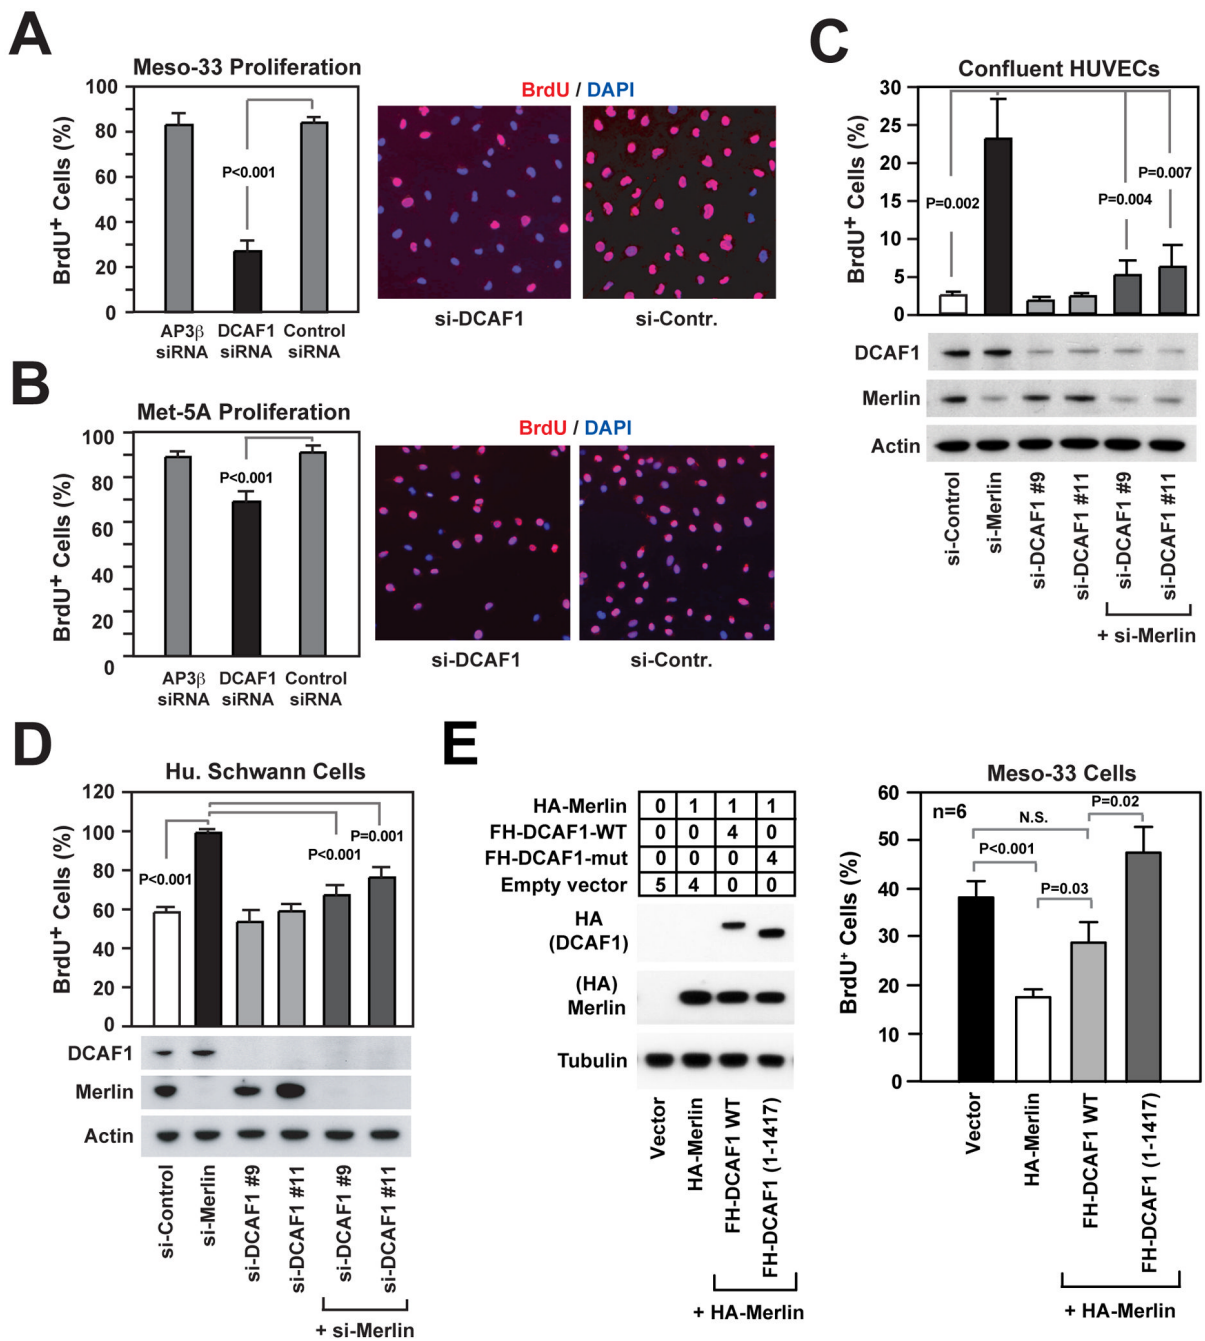 A
Meso-33 Proliferation
BrdU+ Cells (%)
100
80
60
40
20
0
P<0.001
AP3β siRNA
DCAF1 siRNA
Control siRNA
BrdU / DAPI
si-DCAF1
si-Contr.
B
Met-5A Proliferation
BrdU+ Cells (%)
100
80
60
40
20
0
P<0.001
AP3β siRNA
DCAF1 siRNA
Control siRNA
BrdU / DAPI
si-DCAF1
si-Contr.
C
Confluent HUVECs
BrdU+ Cells (%)
30
25
20
15
10
5
0
P=0.002
P=0.004
P=0.007
DCAF1
Merlin
Actin
si-Control
si-Merlin
si-DCAF1 #9
si-DCAF1 #11
si-DCAF1 #9
si-DCAF1 #11
+ si-Merlin
D
Hu. Schwann Cells
BrdU+ Cells (%)
120
100
80
60
40
20
0
P<0.001
P<0.001
P=0.001
DCAF1
Merlin
Actin
si-Control
si-Merlin
si-DCAF1 #9
si-DCAF1 #11
si-DCAF1 #9
si-DCAF1 #11
+ si-Merlin
E
HA-Merlin 0 1 1 1
FH-DCAF1-WT 0 0 4 0
FH-DCAF1-mut 0 0 0 4
Empty vector 5 4 0 0
HA
(DCAF1)
(HA)
Merlin
Tubulin
Vector
HA-Merlin
FH-DCAF1 WT
FH-DCAF1 (1-1417)
+ HA-Merlin
Meso-33 Cells
BrdU+ Cells (%)
60
50
40
30
20
10
0
n=6
N.S.
P=0.02
P<0.001
P=0.03
Vector
HA-Merlin
FH-DCAF1 WT
FH-DCAF1 (1-1417)
+ HA-Merlin